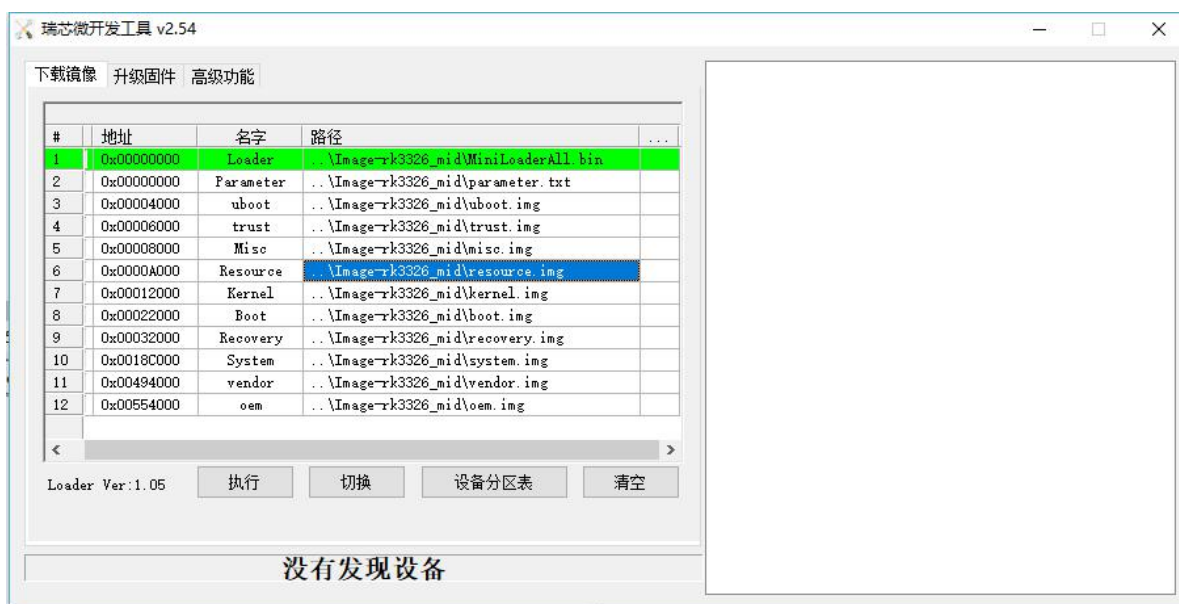 瑞芯微开发工具 v2.54
下载镜像 升级固件 高级功能
# 地址 名字 路径 ...
1 0x00000000 Loader ..\Image-rk3326_mid\MiniLoaderAll.bin
2 0x00000000 Parameter ..\Image-rk3326_mid\parameter.txt
3 0x00004000 uboot ..\Image-rk3326_mid\uboot.img
4 0x00006000 trust ..\Image-rk3326_mid\trust.img
5 0x00008000 Misc ..\Image-rk3326_mid\misc.img
6 0x0000A000 Resource ..\Image-rk3326_mid\resource.img
7 0x00012000 Kernel ..\Image-rk3326_mid\kernel.img
8 0x00022000 Boot ..\Image-rk3326_mid\boot.img
9 0x00032000 Recovery ..\Image-rk3326_mid\recovery.img
10 0x0018C000 System ..\Image-rk3326_mid\system.img
11 0x00494000 vendor ..\Image-rk3326_mid\vendor.img
12 0x00554000 oem ..\Image-rk3326_mid\oem.img
Loader Ver:1.05 执行 切换 设备分区表 清空
没有发现设备